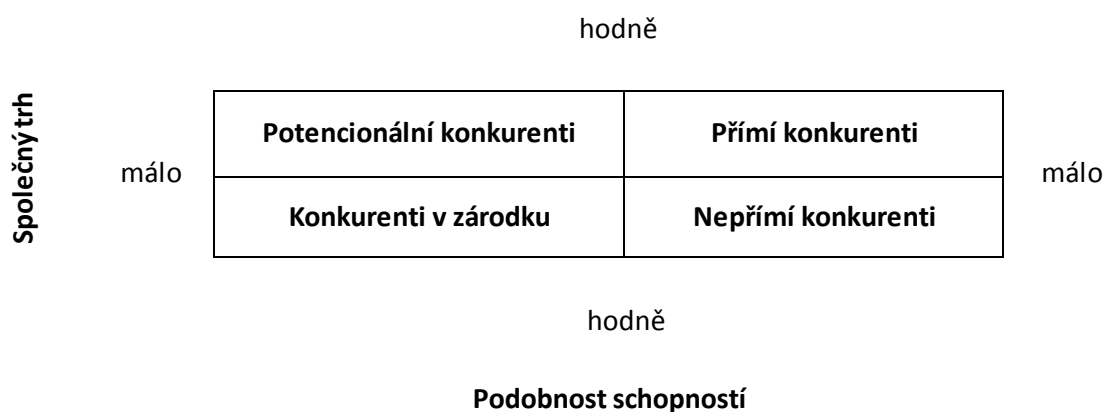 hodně
Společný trh
málo
Potencionální konkurenti
Přímí konkurenti
málo
Konkurenti v zárodku
Nepřímí konkurenti
hodně
Podobnost schopností